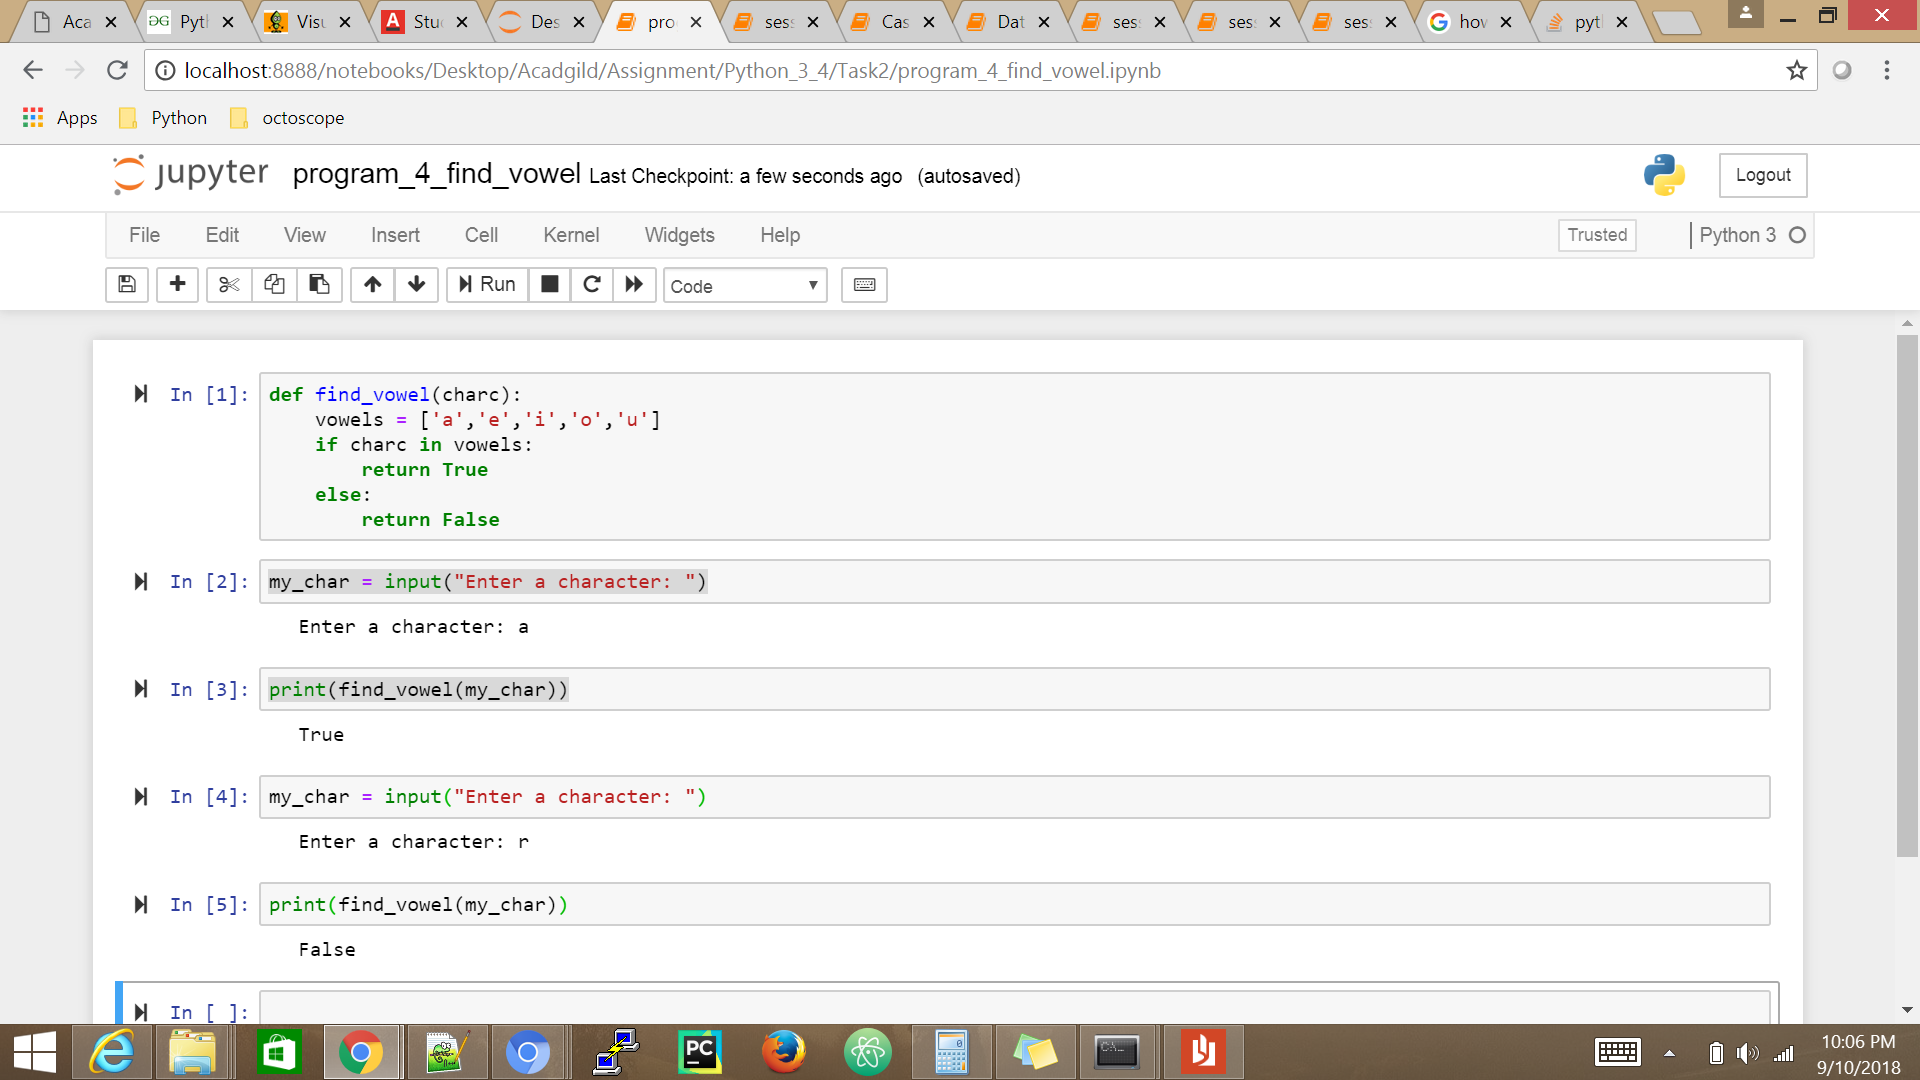 Aca Pyth Visu Stu Des pro ses Cas Dat ses ses ses how pyt
localhost:8888/notebooks/Desktop/Acadgild/Assignment/Python_3_4/Task2/program_4_find_vowel.ipynb
Apps Python octoscope
jupyter program_4_find_vowel Last Checkpoint: a few seconds ago (autosaved)
Logout
File Edit View Insert Cell Kernel Widgets Help Trusted Python 3
Run Code
In [1]: def find_vowel(charc):
vowels = ['a','e','i','o','u']
if charc in vowels:
return True
else:
return False
In [2]: my_char = input("Enter a character: ")
Enter a character: a
In [3]: print(find_vowel(my_char))
True
In [4]: my_char = input("Enter a character: ")
Enter a character: r
In [5]: print(find_vowel(my_char))
False
In [ ]:
PC
10:06 PM
9/10/2018